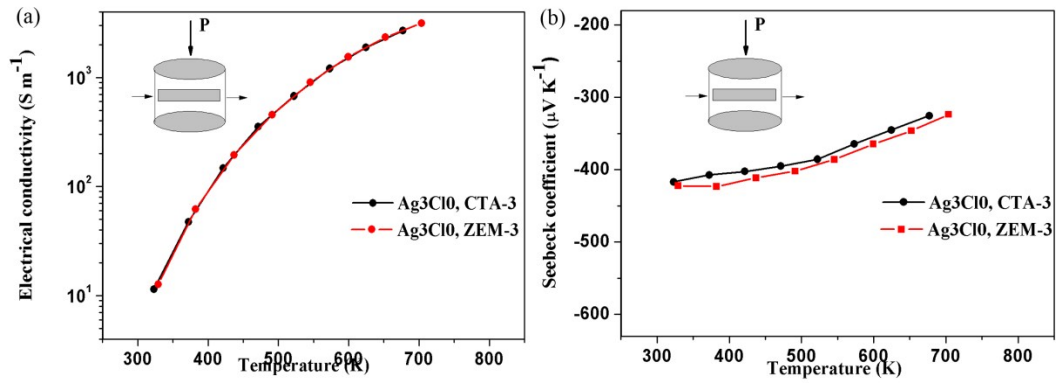 (a)
P
Electrical conductivity (S m⁻¹)
10³
10²
10¹
Ag3Cl0, CTA-3
Ag3Cl0, ZEM-3
300 400 500 600 700 800
Temperature (K)
(b)
P
Seebeck coefficient (μV K⁻¹)
-200
-300
-400
-500
-600
Ag3Cl0, CTA-3
Ag3Cl0, ZEM-3
300 400 500 600 700 800
Temperature (K)